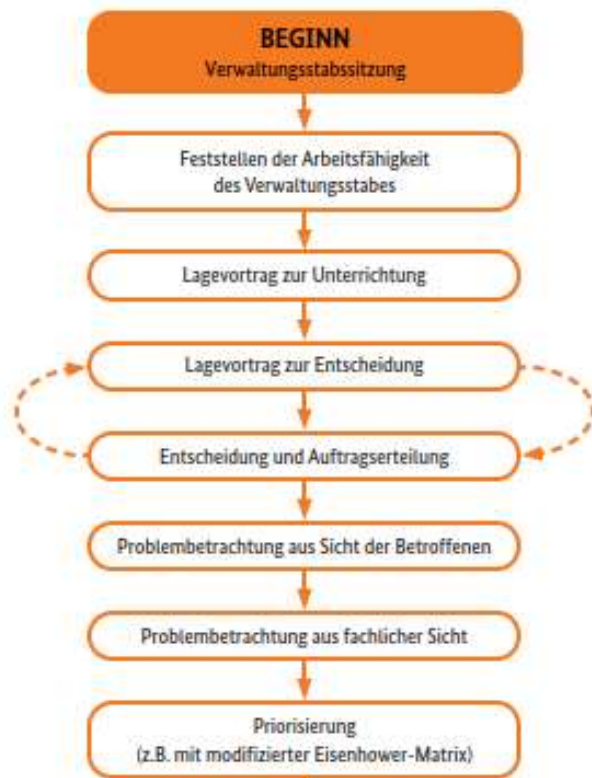 BEGINN
Verwaltungsstabssitzung
Feststellen der Arbeitsfähigkeit
des Verwaltungsstabes
Lagevortrag zur Unterrichtung
Lagevortrag zur Entscheidung
Entscheidung und Auftragserteilung
Problembetrachtung aus Sicht der Betroffenen
Problembetrachtung aus fachlicher Sicht
Priorisierung
(z.B. mit modifizierter Eisenhower-Matrix)